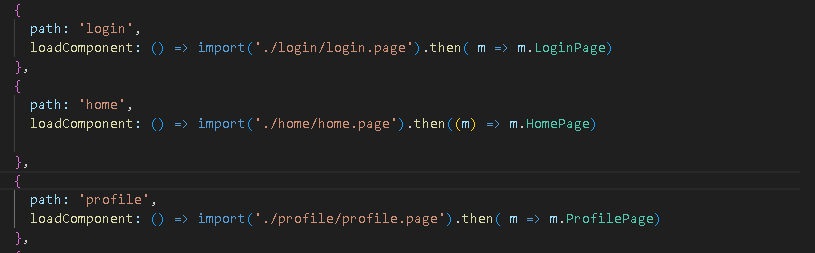 {
path: 'login',
loadComponent: () => import('./login/login.page').then( m => m.LoginPage)
},
{
path: 'home',
loadComponent: () => import('./home/home.page').then((m) => m.HomePage)
},
{
path: 'profile',
loadComponent: () => import('./profile/profile.page').then( m => m.ProfilePage)
},